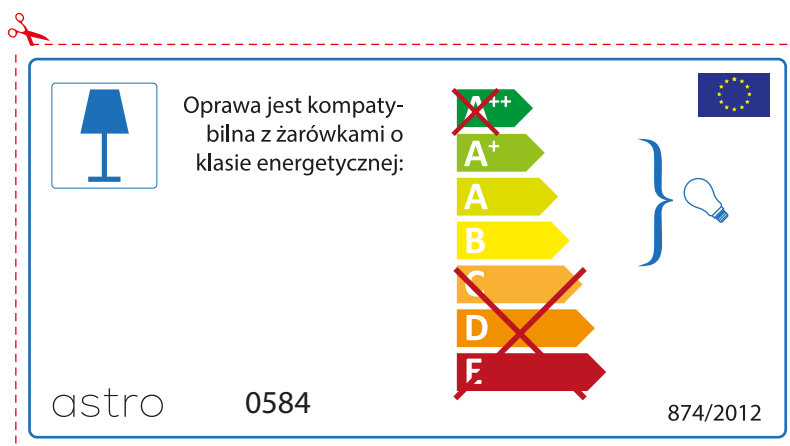 Oprawa jest kompaty-
bilna z żarówkami o
klasie energetycznej:
A++
A+
A
B
C
D
E
astro
0584
874/2012